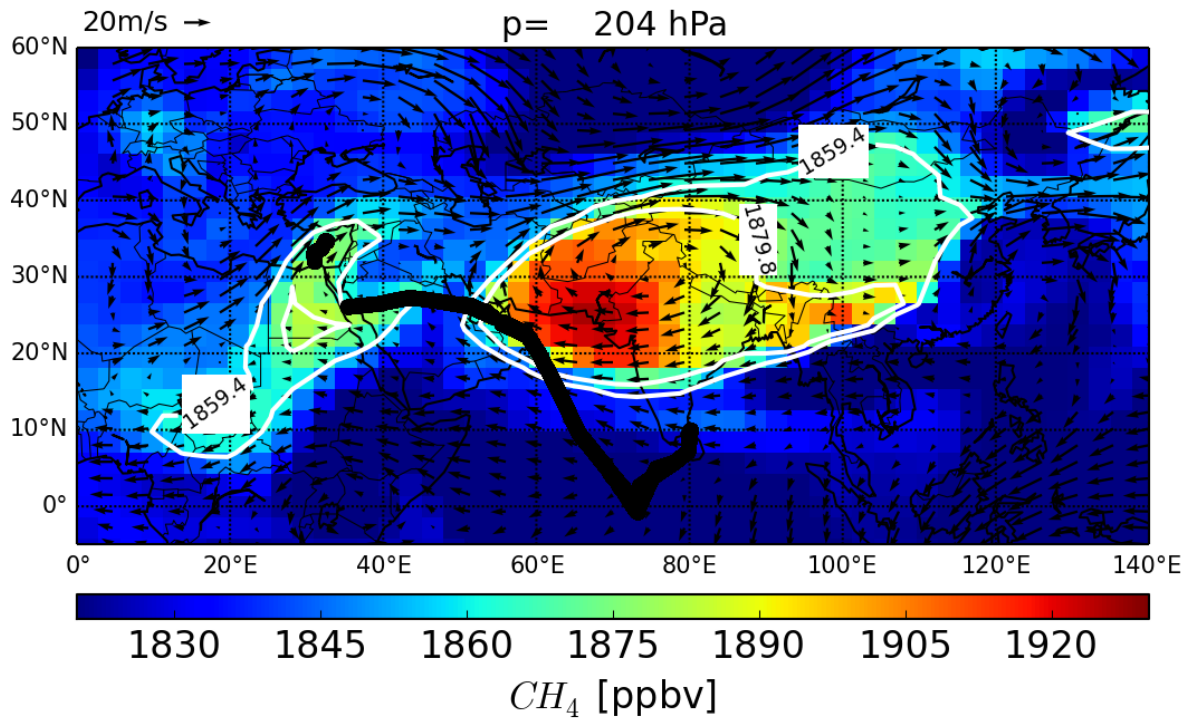 20m/s
p= 204 hPa
60°N
50°N
40°N
30°N
20°N
10°N
0°
1859.4
1879.8
1859.4
0° 20°E 40°E 60°E 80°E 100°E 120°E 140°E
1830 1845 1860 1875 1890 1905 1920
CH₄ [ppbv]